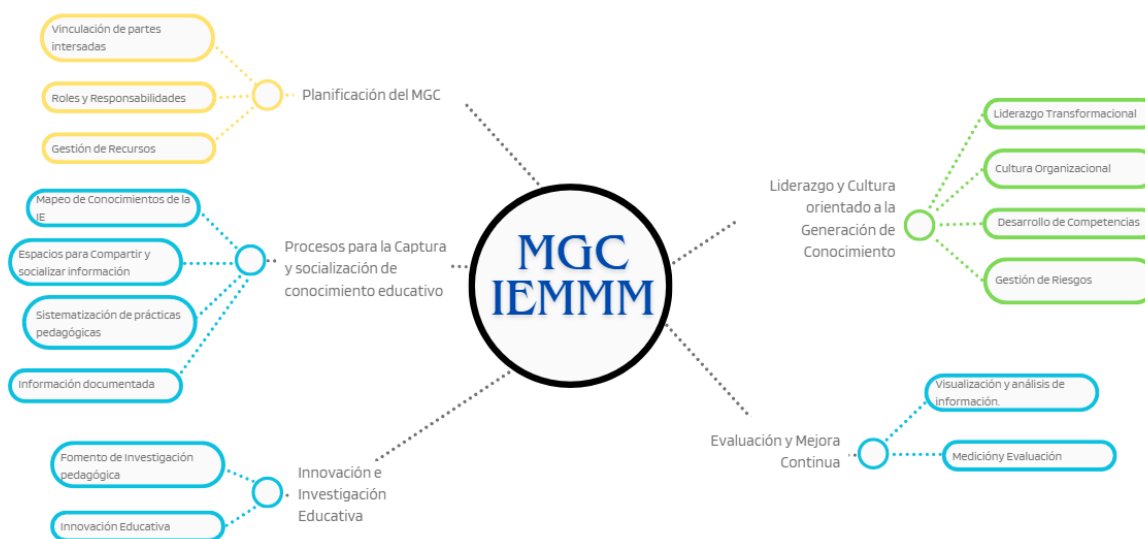 Vinculación de partes
intersadas
Roles y Responsabilidades
Gestión de Recursos
Planificación del MGC
Mapeo de Conocimientos de la
IE
Espacios para Compartir y
socializar información
Sistematización de prácticas
pedagógicas
Información documentada
Procesos para la Captura
y socialización de
conocimiento educativo
Fomento de Investigación
pedagógica
Innovación Educativa
Innovación e
Investigación
Educativa
MGC
IEMMM
Liderazgo y Cultura
orientado a la
Generación de
Conocimiento
Liderazgo Transformacional
Cultura Organizacional
Desarrollo de Competencias
Gestión de Riesgos
Evaluación y Mejora
Continua
Visualización y análisis de
información.
Medicióny Evaluación